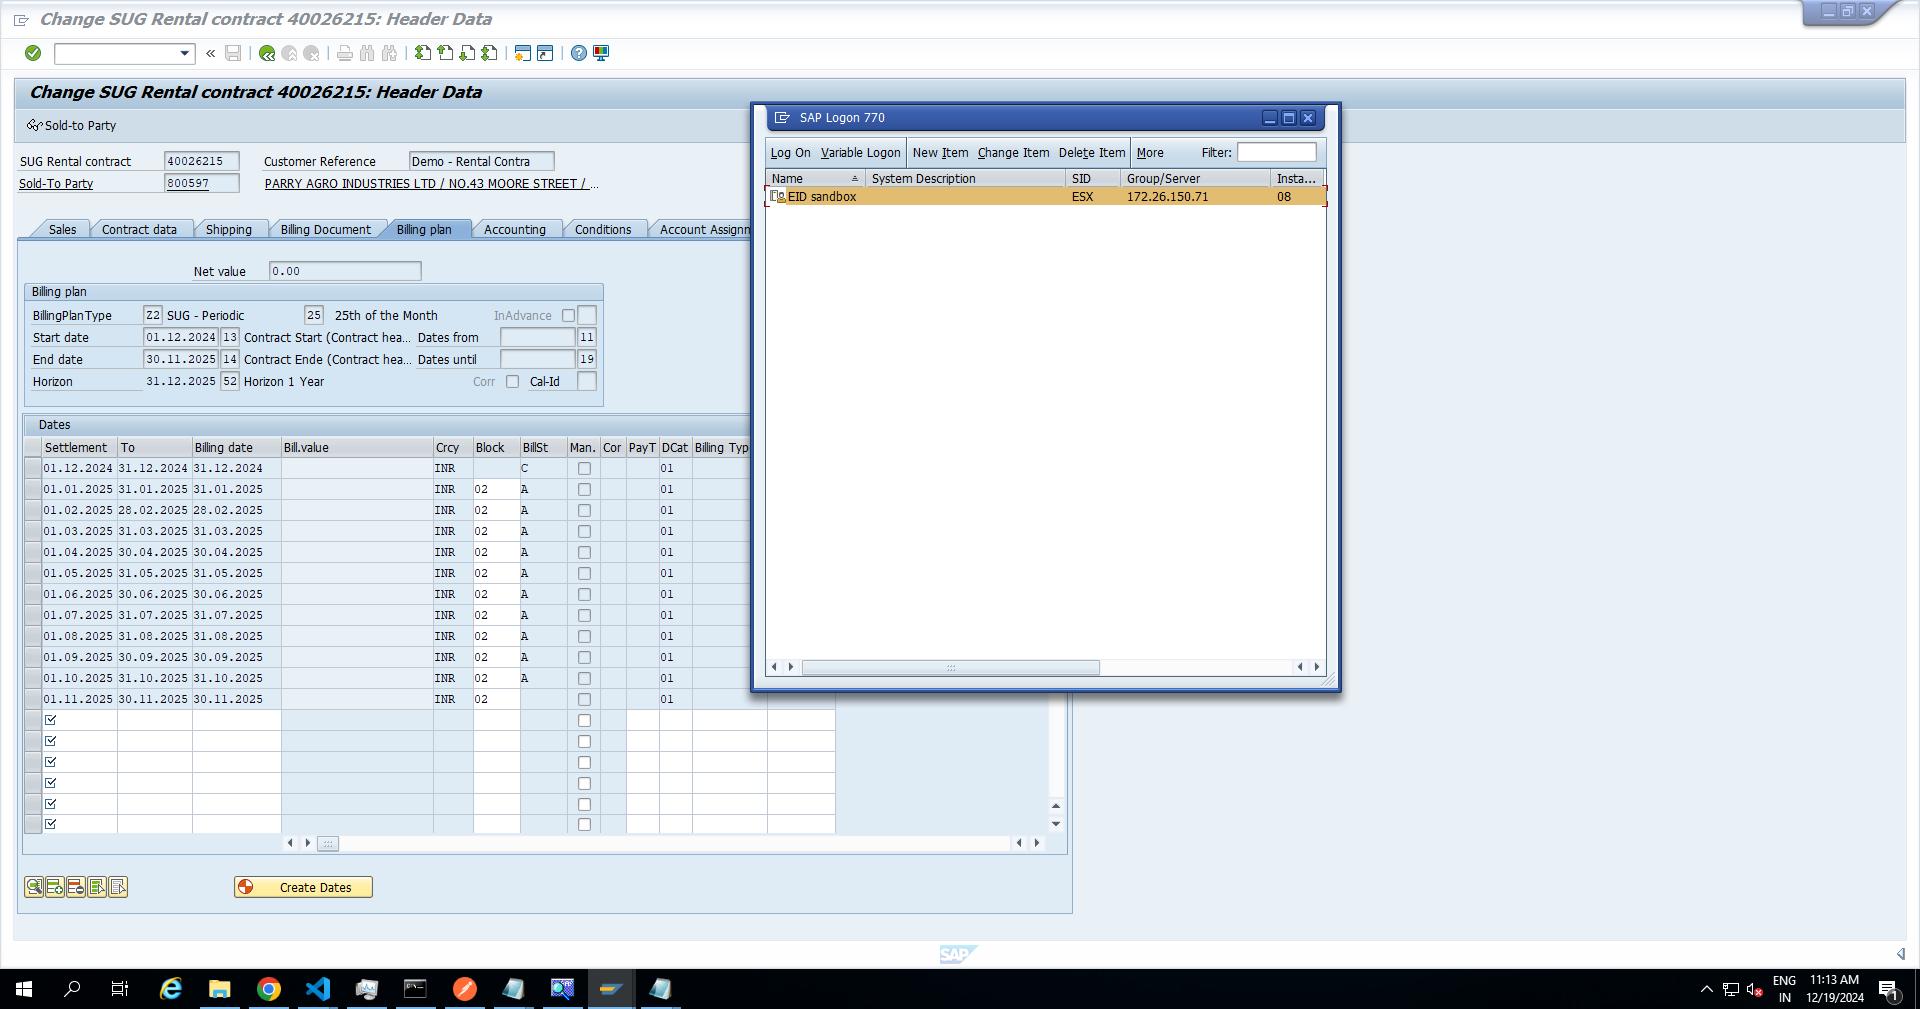 Change SUG Rental contract 40026215: Header Data
Change SUG Rental contract 40026215: Header Data
Sold-to Party
SUG Rental contract 40026215 Customer Reference Demo - Rental Contra
Sold-To Party 800597 PARRY AGRO INDUSTRIES LTD / NO.43 MOORE STREET / ...
Sales Contract data Shipping Billing Document Billing plan Accounting Conditions Account Assignm
Net value 0.00
Billing plan
BillingPlanType Z2 SUG - Periodic 25 25th of the Month InAdvance
Start date 01.12.2024 13 Contract Start (Contract hea... Dates from 11
End date 30.11.2025 14 Contract Ende (Contract hea... Dates until 19
Horizon 31.12.2025 52 Horizon 1 Year Corr Cal-Id
Dates
Settlement To Billing date Bill.value Crcy Block BillSt Man. Cor PayT DCat Billing Typ
01.12.2024 31.12.2024 31.12.2024 INR C 01
01.01.2025 31.01.2025 31.01.2025 INR 02 A 01
01.02.2025 28.02.2025 28.02.2025 INR 02 A 01
01.03.2025 31.03.2025 31.03.2025 INR 02 A 01
01.04.2025 30.04.2025 30.04.2025 INR 02 A 01
01.05.2025 31.05.2025 31.05.2025 INR 02 A 01
01.06.2025 30.06.2025 30.06.2025 INR 02 A 01
01.07.2025 31.07.2025 31.07.2025 INR 02 A 01
01.08.2025 31.08.2025 31.08.2025 INR 02 A 01
01.09.2025 30.09.2025 30.09.2025 INR 02 A 01
01.10.2025 31.10.2025 31.10.2025 INR 02 A 01
01.11.2025 30.11.2025 30.11.2025 INR 02 01
Create Dates
SAP Logon 770
Log On Variable Logon New Item Change Item Delete Item More Filter:
Name System Description SID Group/Server Insta...
EID sandbox ESX 172.26.150.71 08
SAP
ENG 11:13 AM
IN 12/19/2024 1